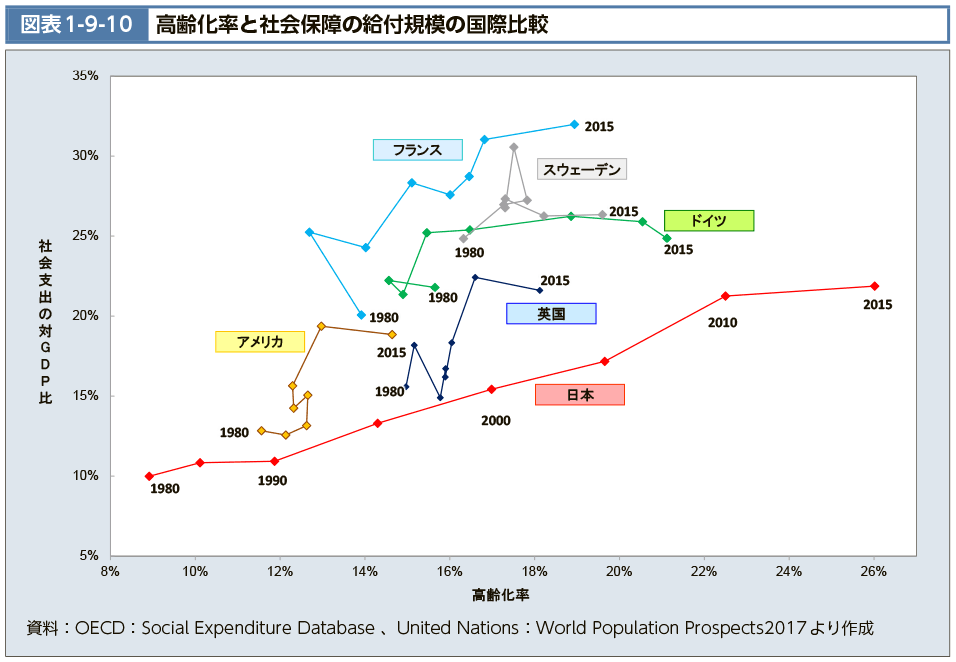 図表1-9-10 高齢化率と社会保障の給付規模の国際比較
35%
30%
25%
20%
15%
10%
5%
社会支出の対GDP比
フランス
2015
スウェーデン
2015
1980
ドイツ
2015
1980
1980
2015
英国
1980
アメリカ
2015
1980
日本
2015
2010
2000
1990
1980
8% 10% 12% 14% 16% 18% 20% 22% 24% 26%
高齢化率
資料：OECD：Social Expenditure Database 、United Nations：World Population Prospects2017より作成